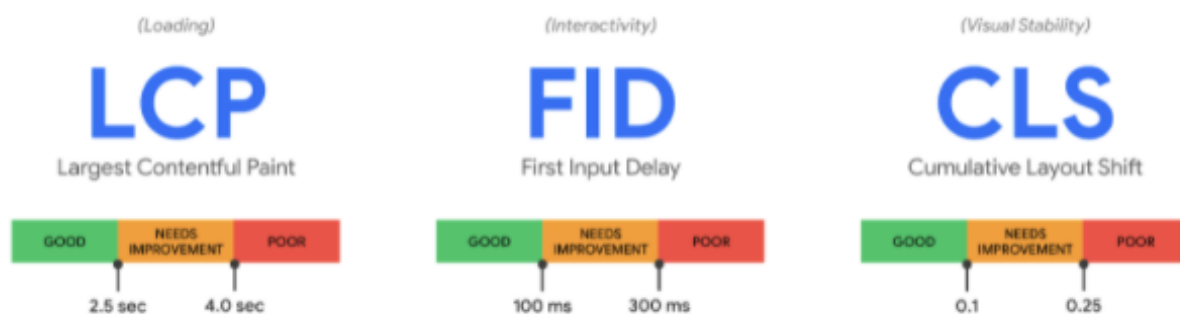 (Loading)
LCP
Largest Contentful Paint
GOOD
NEEDS
IMPROVEMENT
POOR
2.5 sec
4.0 sec
(Interactivity)
FID
First Input Delay
GOOD
NEEDS
IMPROVEMENT
POOR
100 ms
300 ms
(Visual Stability)
CLS
Cumulative Layout Shift
GOOD
NEEDS
IMPROVEMENT
POOR
0.1
0.25